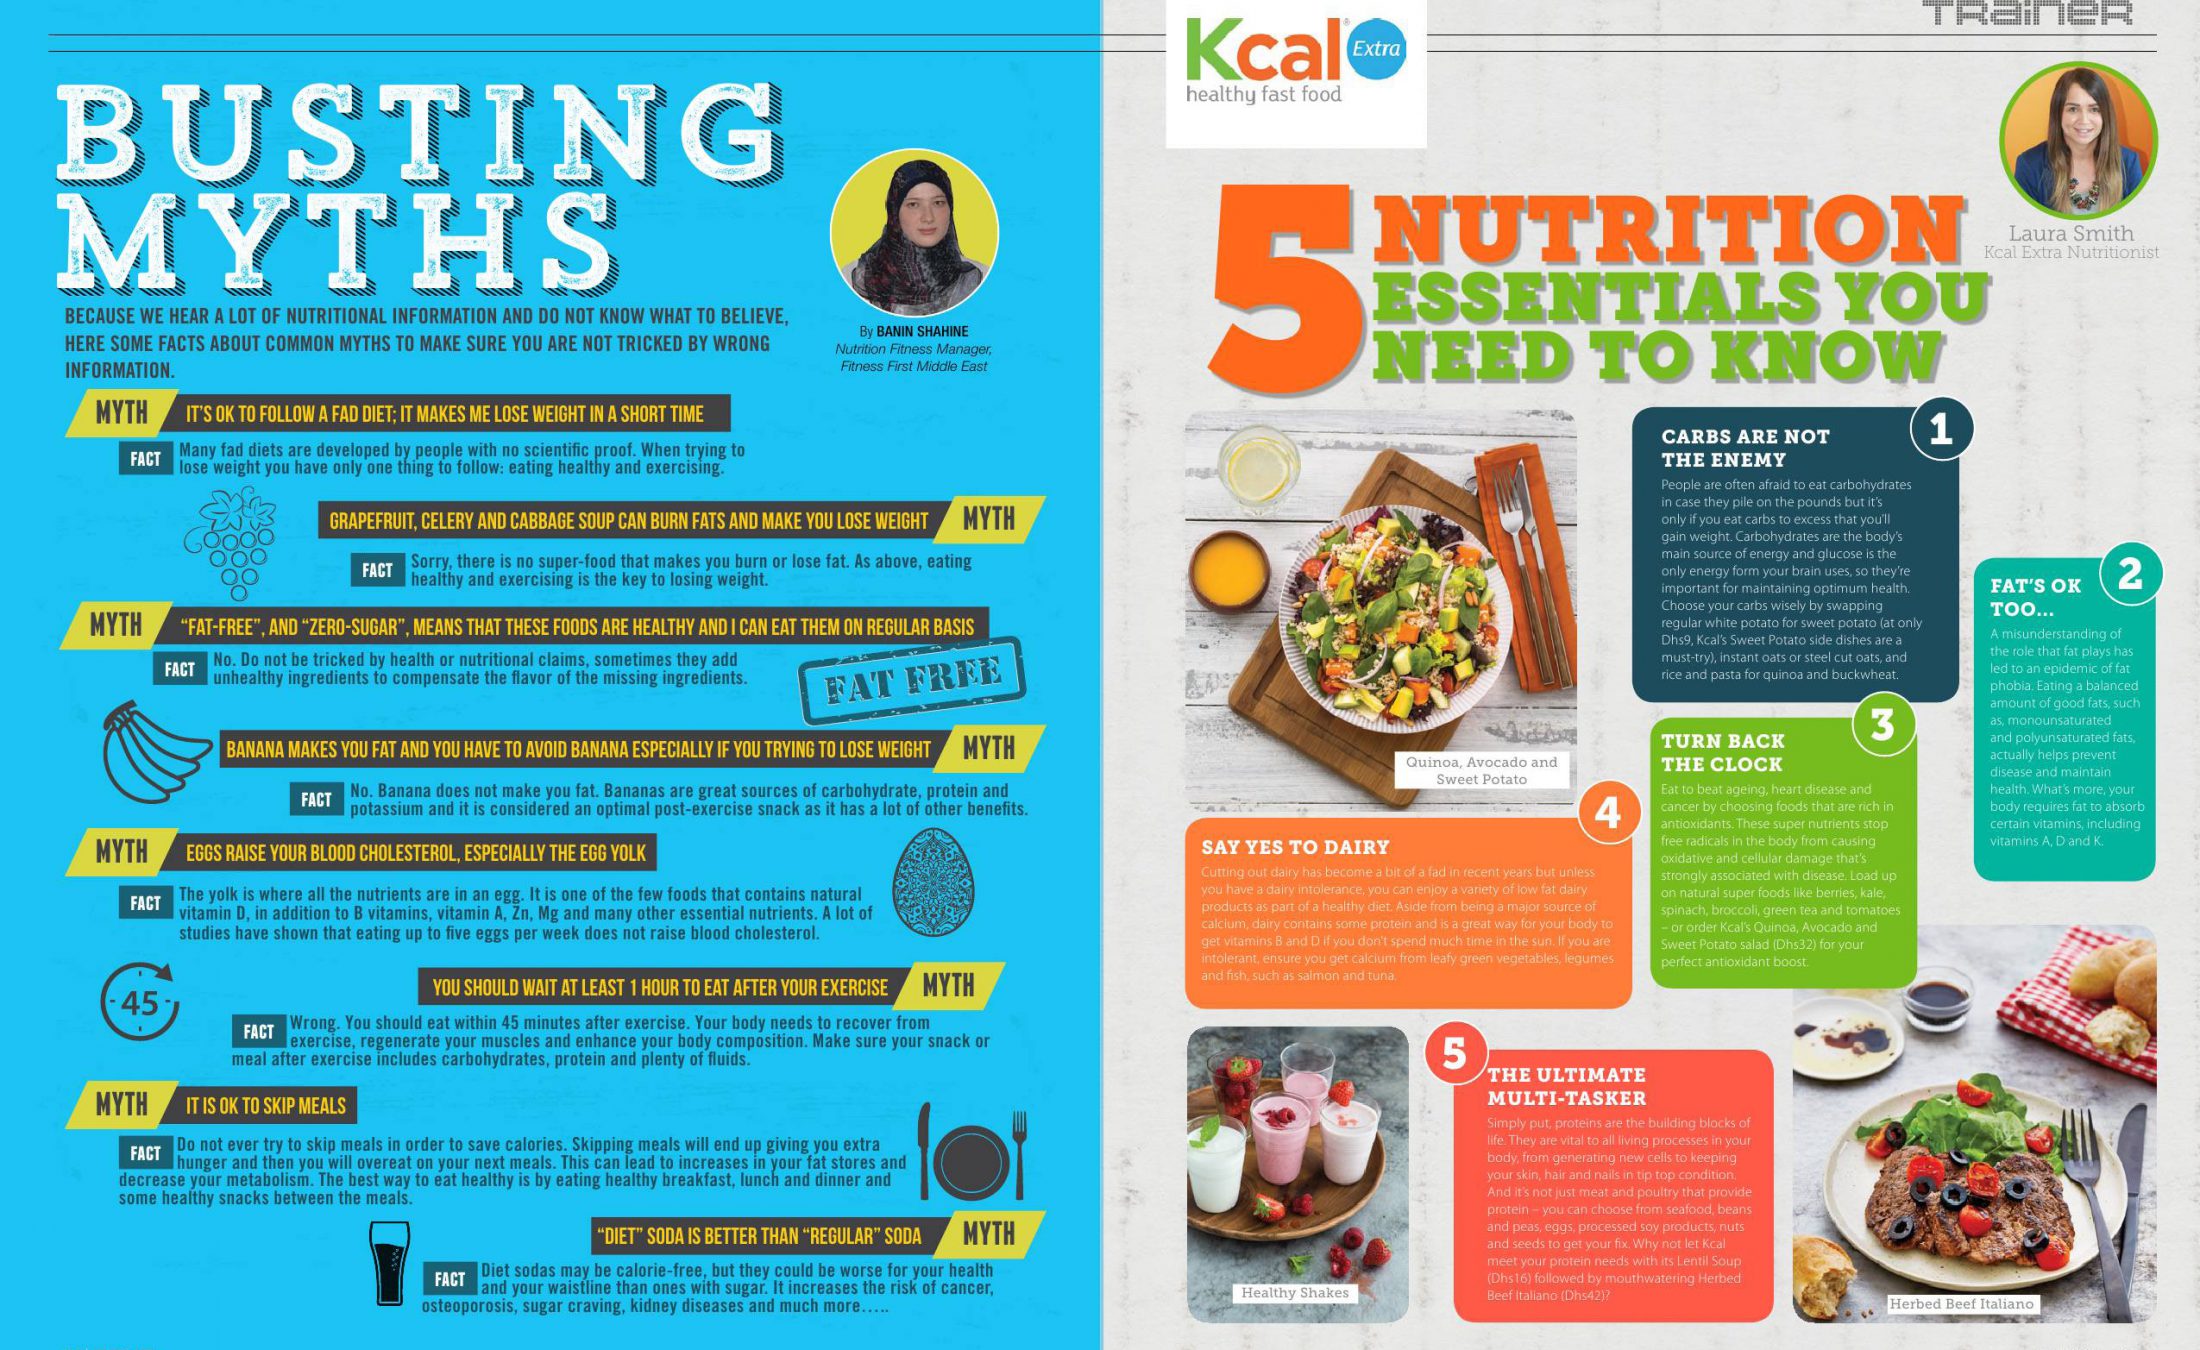 BUSTING
MYTHS
BECAUSE WE HEAR A LOT OF NUTRITIONAL INFORMATION AND DO NOT KNOW WHAT TO BELIEVE,
HERE SOME FACTS ABOUT COMMON MYTHS TO MAKE SURE YOU ARE NOT TRICKED BY WRONG
INFORMATION.
By BANIN SHAHINE
Nutrition Fitness Manager,
Fitness First Middle East
MYTH IT'S OK TO FOLLOW A FAD DIET; IT MAKES ME LOSE WEIGHT IN A SHORT TIME
FACT Many fad diets are developed by people with no scientific proof. When trying to
lose weight you have only one thing to follow: eating healthy and exercising.
GRAPEFRUIT, CELERY AND CABBAGE SOUP CAN BURN FATS AND MAKE YOU LOSE WEIGHT MYTH
FACT Sorry, there is no super-food that makes you burn or lose fat. As above, eating
healthy and exercising is the key to losing weight.
MYTH "FAT-FREE", AND "ZERO-SUGAR", MEANS THAT THESE FOODS ARE HEALTHY AND I CAN EAT THEM ON REGULAR BASIS
FACT No. Do not be tricked by health or nutritional claims, sometimes they add
unhealthy ingredients to compensate the flavor of the missing ingredients.
FAT FREE
BANANA MAKES YOU FAT AND YOU HAVE TO AVOID BANANA ESPECIALLY IF YOU TRYING TO LOSE WEIGHT MYTH
FACT No. Banana does not make you fat. Bananas are great sources of carbohydrate, protein and
potassium and it is considered an optimal post-exercise snack as it has a lot of other benefits.
MYTH EGGS RAISE YOUR BLOOD CHOLESTEROL, ESPECIALLY THE EGG YOLK
FACT The yolk is where all the nutrients are in an egg. It is one of the few foods that contains natural
vitamin D, in addition to B vitamins, vitamin A, Zn, Mg and many other essential nutrients. A lot of
studies have shown that eating up to five eggs per week does not raise blood cholesterol.
45
YOU SHOULD WAIT AT LEAST 1 HOUR TO EAT AFTER YOUR EXERCISE MYTH
FACT Wrong. You should eat within 45 minutes after exercise. Your body needs to recover from
exercise, regenerate your muscles and enhance your body composition. Make sure your snack or
meal after exercise includes carbohydrates, protein and plenty of fluids.
MYTH IT IS OK TO SKIP MEALS
FACT Do not ever try to skip meals in order to save calories. Skipping meals will end up giving you extra
hunger and then you will overeat on your next meals. This can lead to increases in your fat stores and
decrease your metabolism. The best way to eat healthy is by eating healthy breakfast, lunch and dinner and
some healthy snacks between the meals.
"DIET" SODA IS BETTER THAN "REGULAR" SODA MYTH
FACT Diet sodas may be calorie-free, but they could be worse for your health
and your waistline than ones with sugar. It increases the risk of cancer,
osteoporosis, sugar craving, kidney diseases and much more.....
TRAINER
Kcal® Extra
healthy fast food
Laura Smith
Kcal Extra Nutritionist
5 NUTRITION
ESSENTIALS YOU
NEED TO KNOW
Quinoa, Avocado and
Sweet Potato
1
CARBS ARE NOT
THE ENEMY
People are often afraid to eat carbohydrates
in case they pile on the pounds but it's
only if you eat carbs to excess that you'll
gain weight. Carbohydrates are the body's
main source of energy and glucose is the
only energy form your brain uses, so they're
important for maintaining optimum health.
Choose your carbs wisely by swapping
regular white potato for sweet potato (at only
Dhs9, Kcal's Sweet Potato side dishes are a
must-try), instant oats or steel cut oats, and
rice and pasta for quinoa and buckwheat.
2
FAT'S OK
TOO...
A misunderstanding of
the role that fat plays has
led to an epidemic of fat
phobia. Eating a balanced
amount of good fats, such
as, monounsaturated
and polyunsaturated fats,
actually helps prevent
disease and maintain
health. What's more, your
body requires fat to absorb
certain vitamins, including
vitamins A, D and K.
3
TURN BACK
THE CLOCK
Eat to beat ageing, heart disease and
cancer by choosing foods that are rich in
antioxidants. These super nutrients stop
free radicals in the body from causing
oxidative and cellular damage that's
strongly associated with disease. Load up
on natural super foods like berries, kale,
spinach, broccoli, green tea and tomatoes
– or order Kcal's Quinoa, Avocado and
Sweet Potato salad (Dhs32) for your
perfect antioxidant boost.
4
SAY YES TO DAIRY
Cutting out dairy has become a bit of a fad in recent years but unless
you have a dairy intolerance, you can enjoy a variety of low fat dairy
products as part of a healthy diet. Aside from being a major source of
calcium, dairy contains some protein and is a great way for your body to
get vitamins B and D if you don't spend much time in the sun. If you are
intolerant, ensure you get calcium from leafy green vegetables, legumes
and fish, such as salmon and tuna.
5
THE ULTIMATE
MULTI-TASKER
Simply put, proteins are the building blocks of
life. They are vital to all living processes in your
body, from generating new cells to keeping
your skin, hair and nails in tip top condition.
And it's not just meat and poultry that provide
protein – you can choose from seafood, beans
and peas, eggs, processed soy products, nuts
and seeds to get your fix. Why not let Kcal
meet your protein needs with its Lentil Soup
(Dhs16) followed by mouthwatering Herbed
Beef Italiano (Dhs42)?
Healthy Shakes
Herbed Beef Italiano